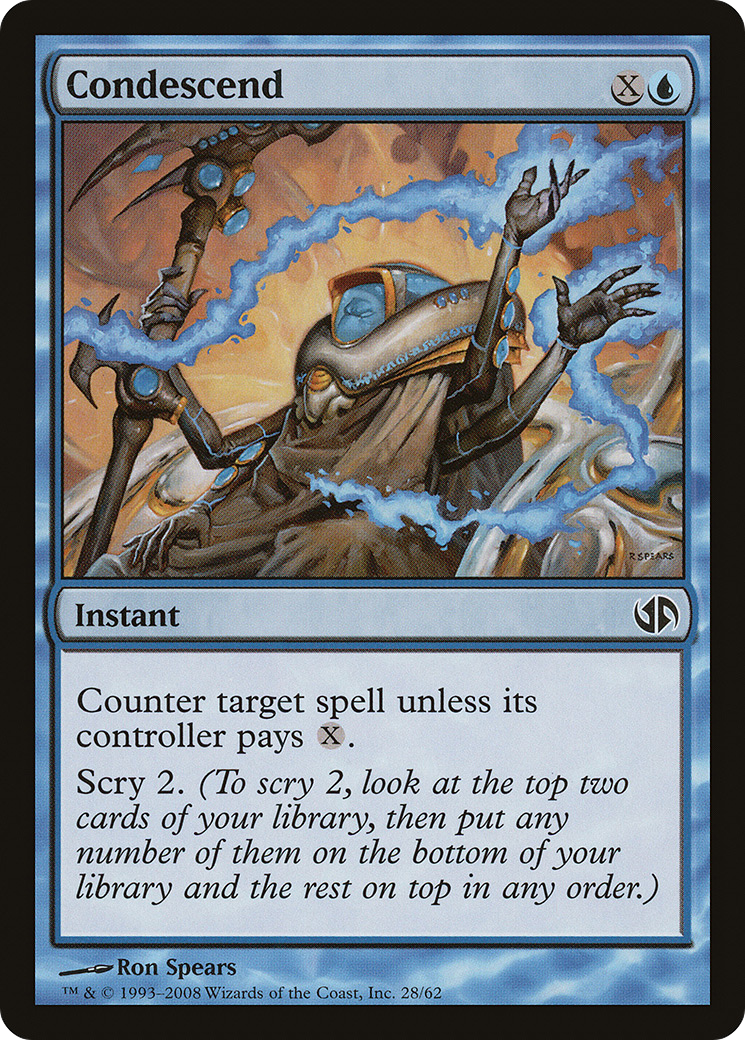 Condescend X
R SPEARS
Instant
Counter target spell unless its
controller pays X.
Scry 2. (To scry 2, look at the top two
cards of your library, then put any
number of them on the bottom of your
library and the rest on top in any order.)
Ron Spears
™ & © 1993–2008 Wizards of the Coast, Inc. 28/62